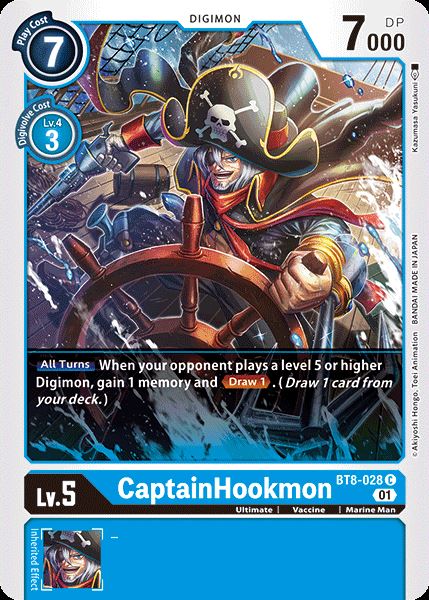 DIGIMON
Play Cost
7
7000 DP
Digivolve Cost
Lv.4
3
Kazumasa Yasukuni
©Akiyoshi Hongo, Toei Animation BANDAI MADE IN JAPAN
All Turns When your opponent plays a level 5 or higher
Digimon, gain 1 memory and Draw 1 . ( Draw 1 card from
your deck.)
Lv.5
CaptainHookmon
BT8-028 C
01
Ultimate | Vaccine | Marine Man
Inherited Effect
–